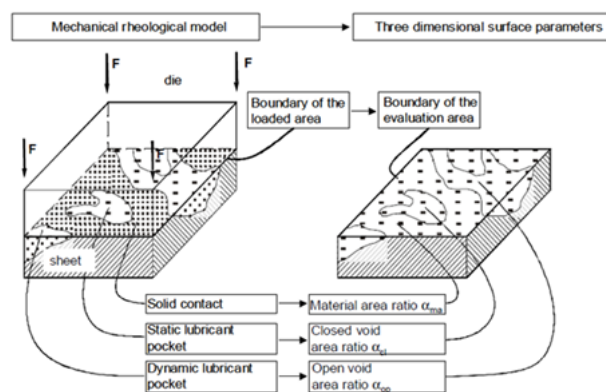 Mechanical rheological model
Three dimensional surface parameters
F
F
die
Boundary of the
loaded area
Boundary of the
evaluation area
F
F
sheet
Solid contact
Material area ratio αma
Static lubricant
pocket
Closed void
area ratio αcl
Dynamic lubricant
pocket
Open void
area ratio αop